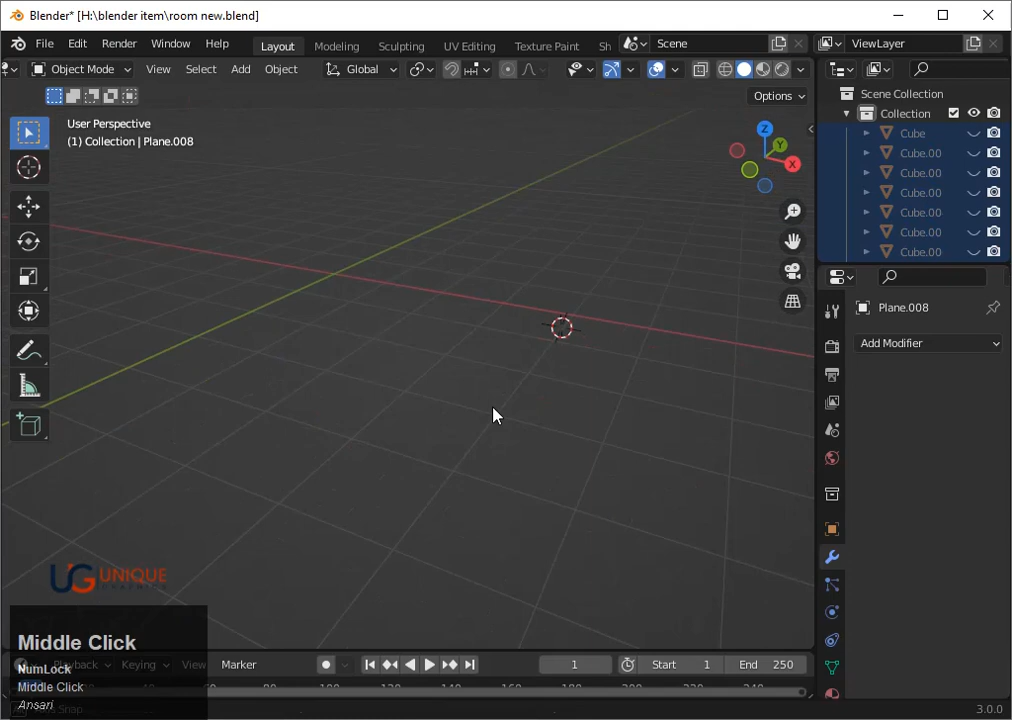 Blender* [H:\blender item\room new.blend]
File Edit Render Window Help Layout Modeling Sculpting UV Editing Texture Paint Sh Scene ViewLayer
Object Mode View Select Add Object Global
Options
User Perspective
(1) Collection | Plane.008
Z
Y
X
Scene Collection
Collection
Cube
Cube.00
Cube.00
Cube.00
Cube.00
Cube.00
Cube.00
Plane.008
Add Modifier
UG UNIQUE
Middle Click
NumLock
Middle Click
Ansari
Playback Keying View Marker 1 Start 1 End 250
Snap
3.0.0